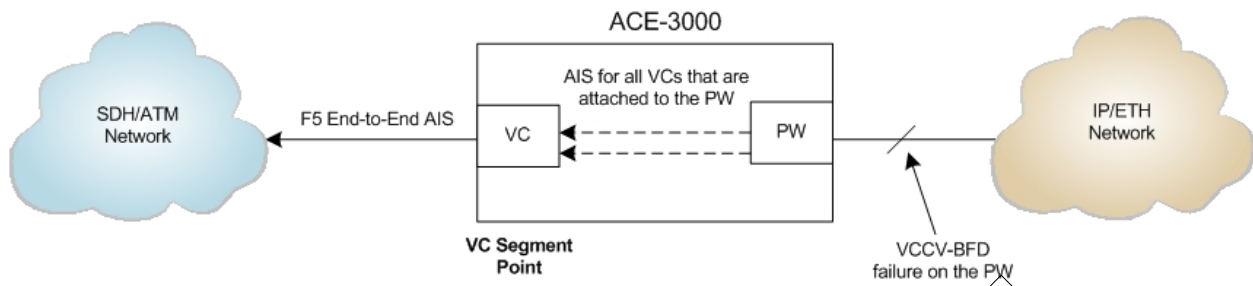 ACE-3000
SDH/ATM
Network
F5 End-to-End AIS
VC
AIS for all VCs that are
attached to the PW
PW
IP/ETH
Network
VC Segment
Point
VCCV-BFD
failure on the PW